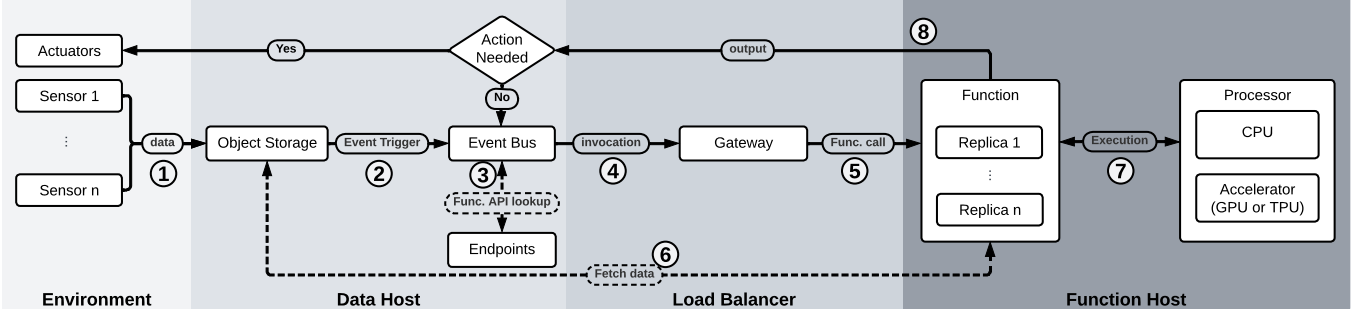 8
Actuators
Yes
Action
Needed
output
Sensor 1
No
Function
Processor
⋮
data
Object Storage
Event Trigger
Event Bus
invocation
Gateway
Func. call
Replica 1
⋮
Replica n
Execution
CPU
Accelerator
(GPU or TPU)
1
2
3
4
5
7
Sensor n
Func. API lookup
Endpoints
6
Fetch data
Environment
Data Host
Load Balancer
Function Host